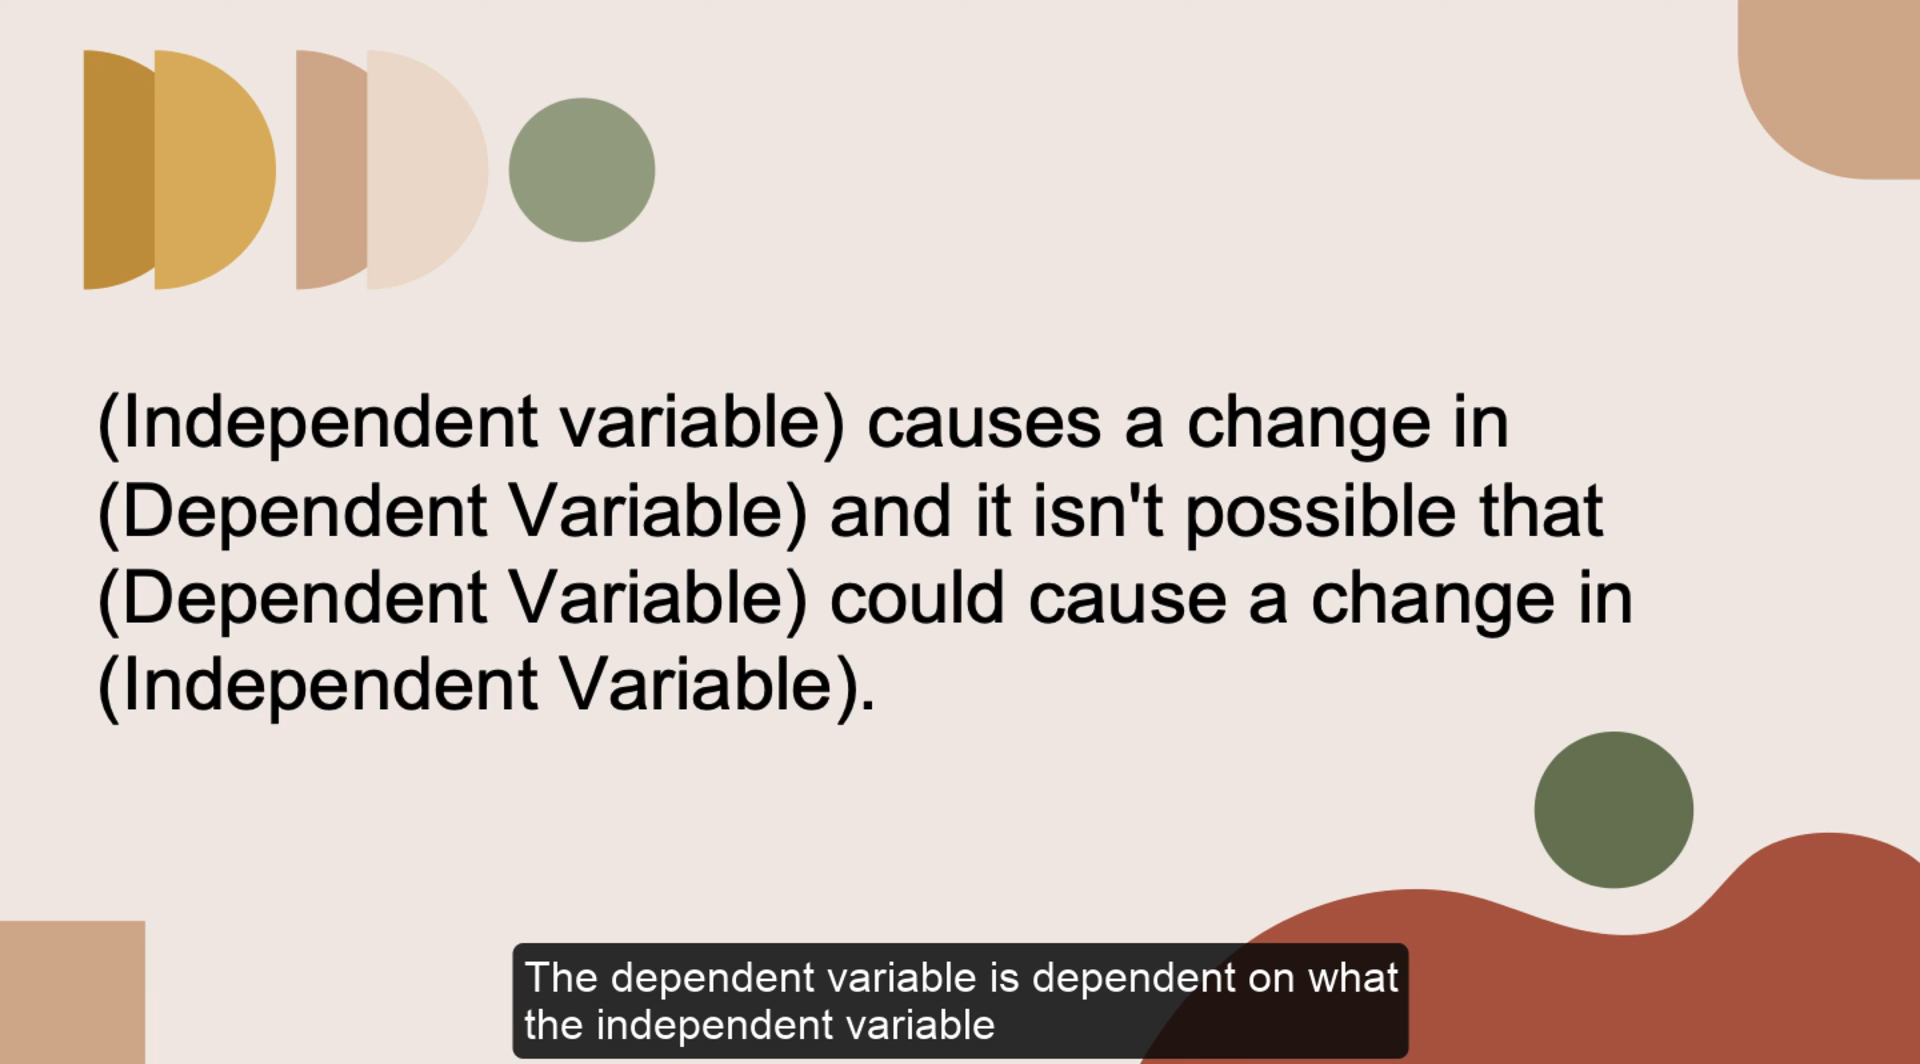 (Independent variable) causes a change in
(Dependent Variable) and it isn't possible that
(Dependent Variable) could cause a change in
(Independent Variable).
The dependent variable is dependent on what
the independent variable